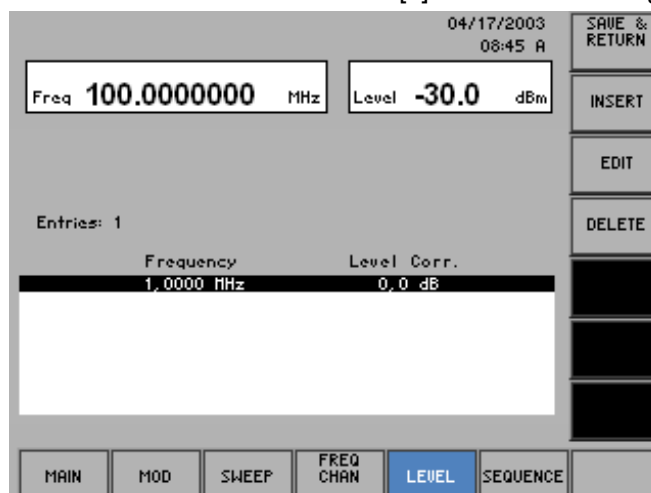 04/17/2003
08:45 A
SAVE &
RETURN
Freq 100.0000000 MHz
Level -30.0 dBm
INSERT
EDIT
Entries: 1
DELETE
Frequency Level Corr.
1,0000 MHz 0,0 dB
MAIN
MOD
SWEEP
FREQ
CHAN
LEVEL
SEQUENCE